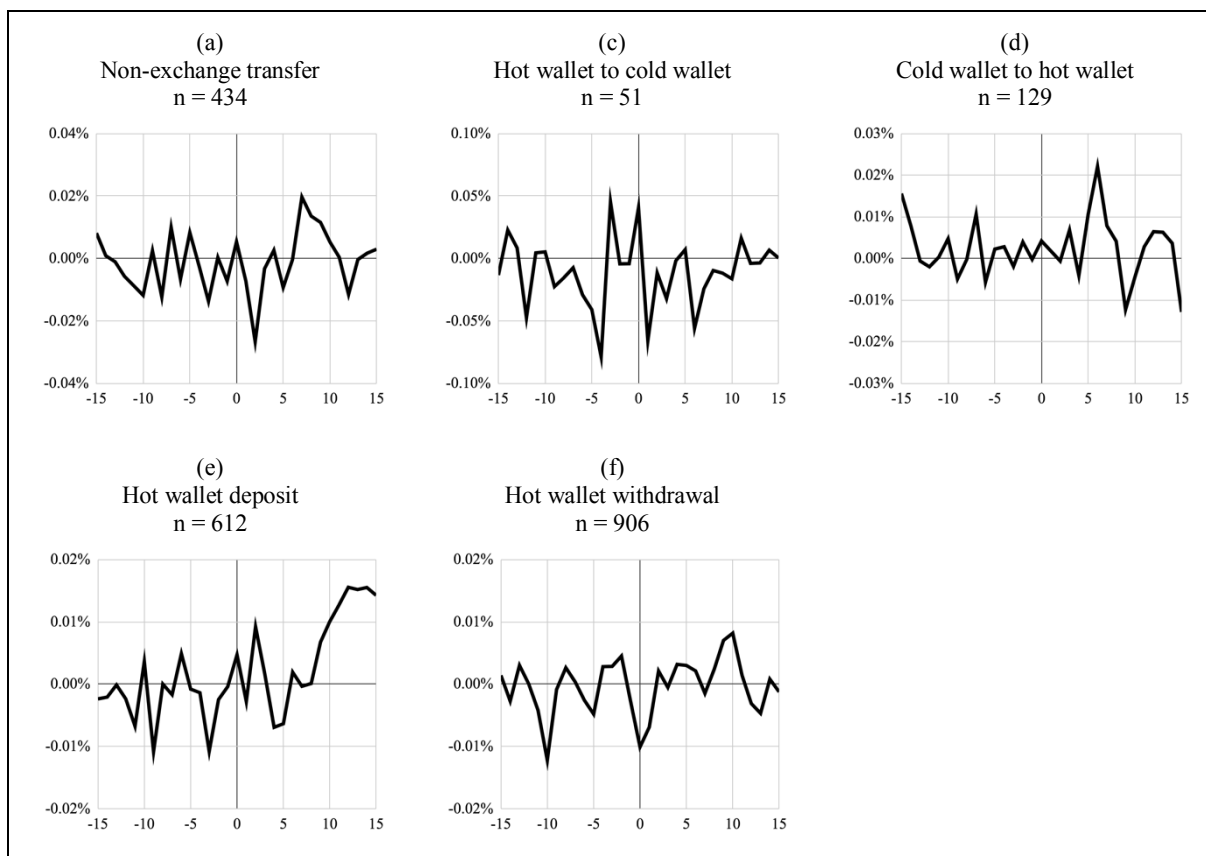 (a)
Non-exchange transfer
n = 434
0.04%
0.02%
0.00%
-0.02%
-0.04%
-15 -10 -5 0 5 10 15
(c)
Hot wallet to cold wallet
n = 51
0.10%
0.05%
0.00%
-0.05%
-0.10%
-15 -10 -5 0 5 10 15
(d)
Cold wallet to hot wallet
n = 129
0.03%
0.02%
0.01%
0.00%
-0.01%
-0.02%
-0.03%
-15 -10 -5 0 5 10 15
(e)
Hot wallet deposit
n = 612
0.02%
0.01%
0.00%
-0.01%
-0.02%
-15 -10 -5 0 5 10 15
(f)
Hot wallet withdrawal
n = 906
0.02%
0.01%
0.00%
-0.01%
-0.02%
-15 -10 -5 0 5 10 15